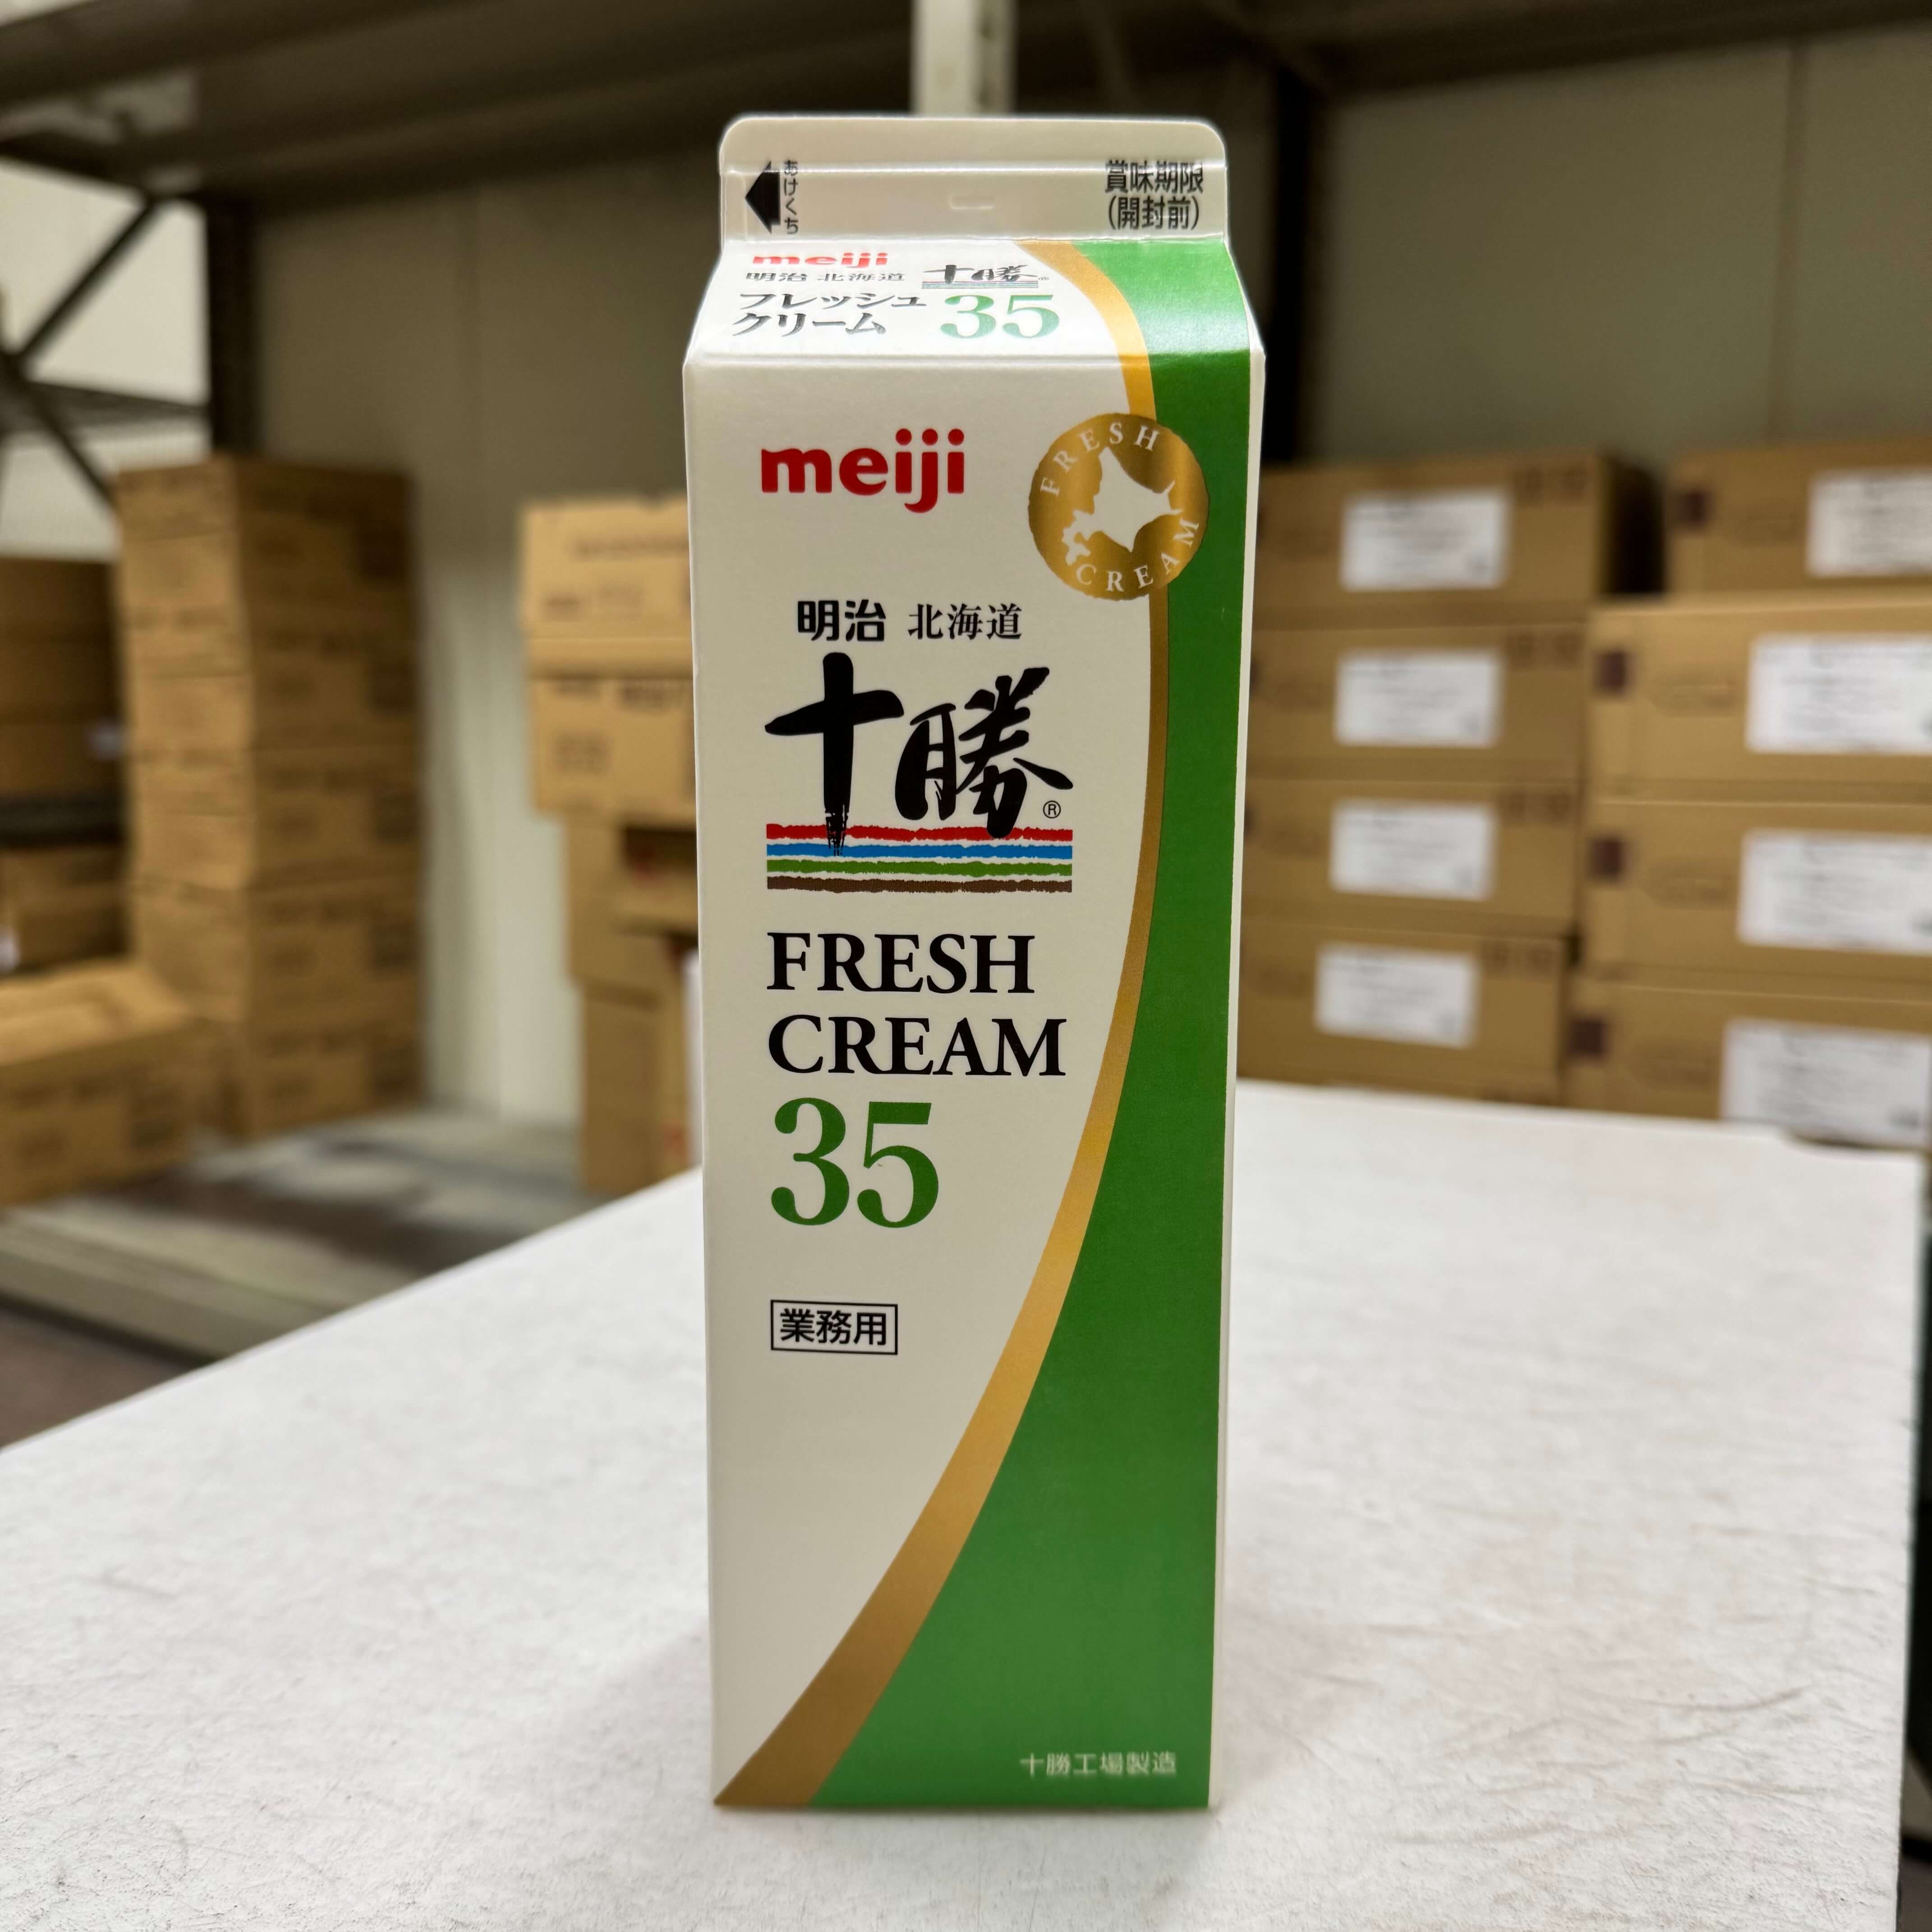 あけくち
賞味期限
(開封前)
meiji
明治 北海道 十勝®
フレッシュ
クリーム 35
meiji
FRESH CREAM
明治 北海道
十勝®
FRESH
CREAM
35
業務用
十勝工場製造